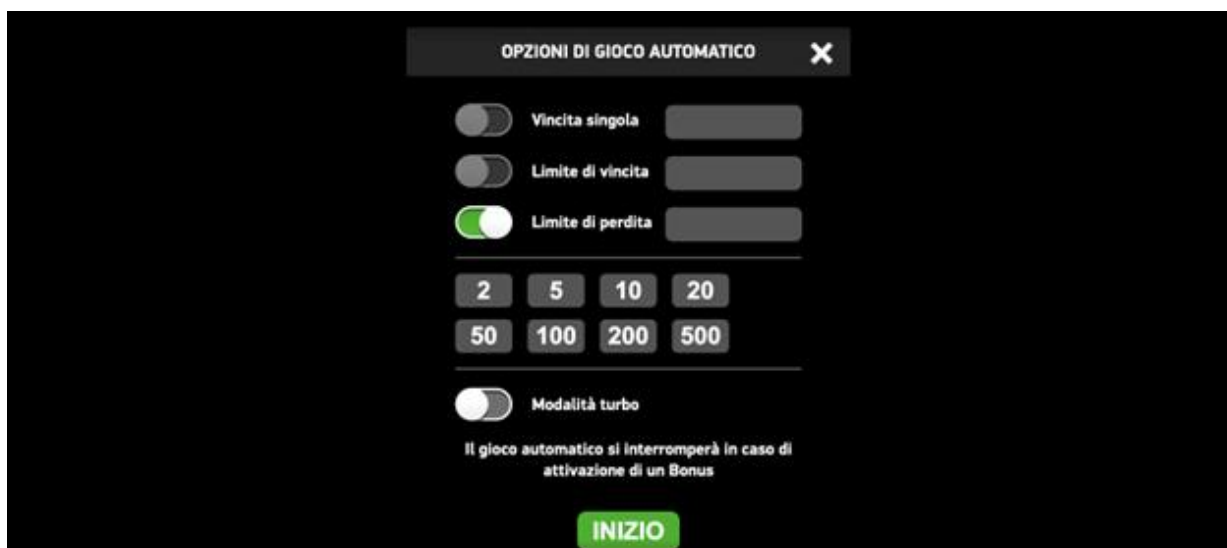 OPZIONI DI GIOCO AUTOMATICO
Vincita singola
Limite di vincita
Limite di perdita
2 5 10 20
50 100 200 500
Modalità turbo
Il gioco automatico si interromperà in caso di
attivazione di un Bonus
INIZIO